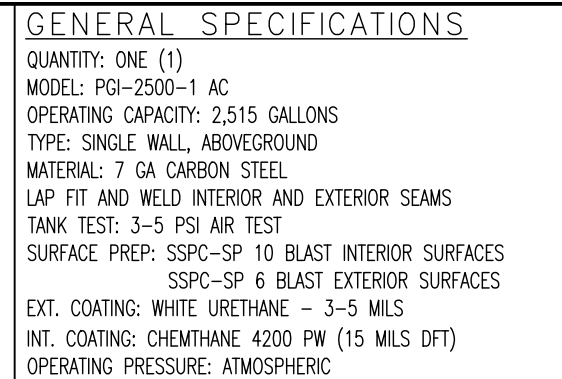 GENERAL SPECIFICATIONS
QUANTITY: ONE (1)
MODEL: PGI-2500-1 AC
OPERATING CAPACITY: 2,515 GALLONS
TYPE: SINGLE WALL, ABOVEGROUND
MATERIAL: 7 GA CARBON STEEL
LAP FIT AND WELD INTERIOR AND EXTERIOR SEAMS
TANK TEST: 3-5 PSI AIR TEST
SURFACE PREP: SSPC-SP 10 BLAST INTERIOR SURFACES
SSPC-SP 6 BLAST EXTERIOR SURFACES
EXT. COATING: WHITE URETHANE - 3-5 MILS
INT. COATING: CHEMTHANE 4200 PW (15 MILS DFT)
OPERATING PRESSURE: ATMOSPHERIC